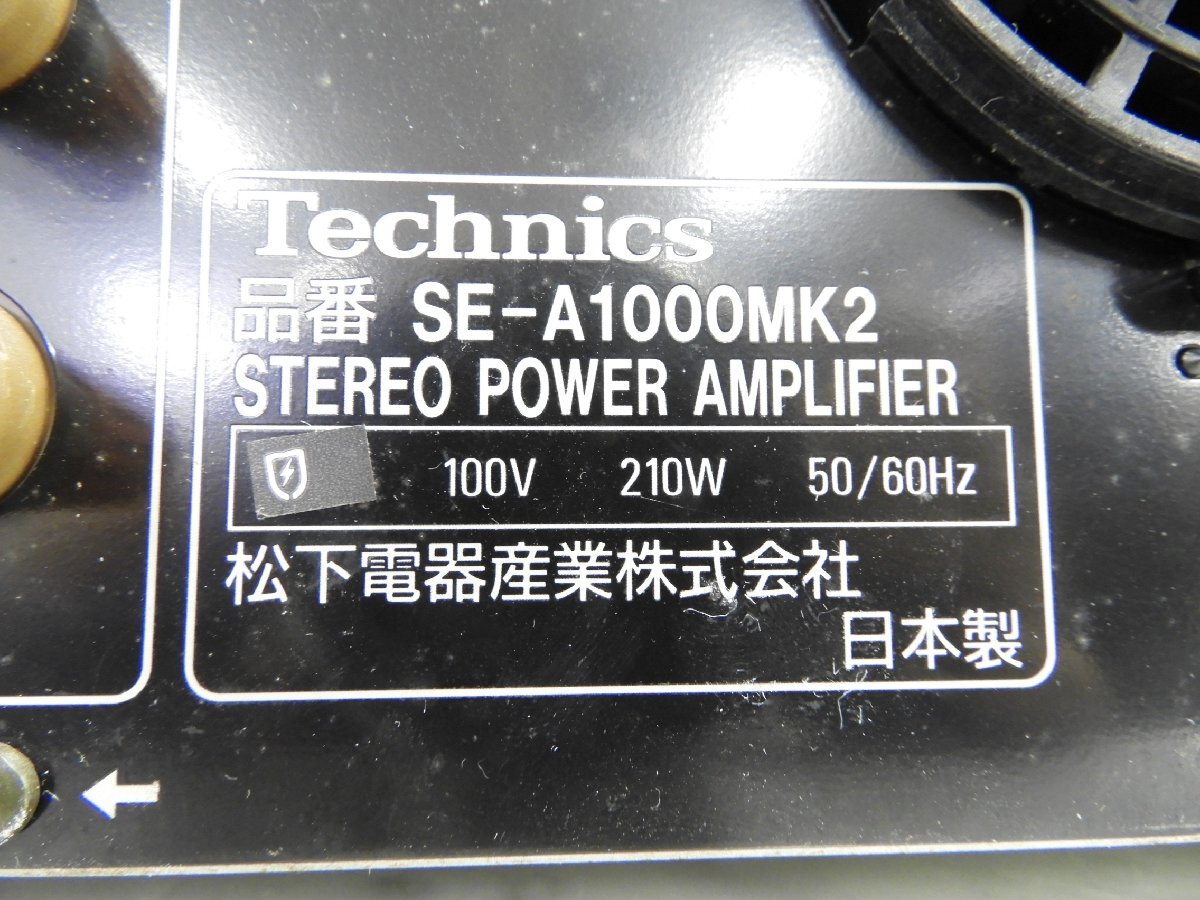 Technics
品番 SE-A1000MK2
STEREO POWER AMPLIFIER
100V 210W 50/60Hz
松下電器産業株式会社
日本製